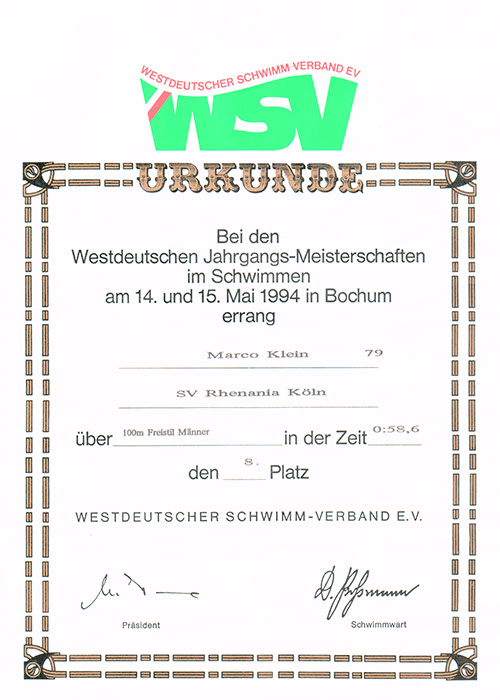 WESTDEUTSCHER SCHWIMM-VERBAND EV
WSV
URKUNDE
Bei den
Westdeutschen Jahrgangs-Meisterschaften
im Schwimmen
am 14. und 15. Mai 1994 in Bochum
errang
Marco Klein 79
SV Rhenania Köln
über 100m Freistil Männer in der Zeit 0:58,6
den 8. Platz
WESTDEUTSCHER SCHWIMM-VERBAND E.V.
Präsident Schwimmwart